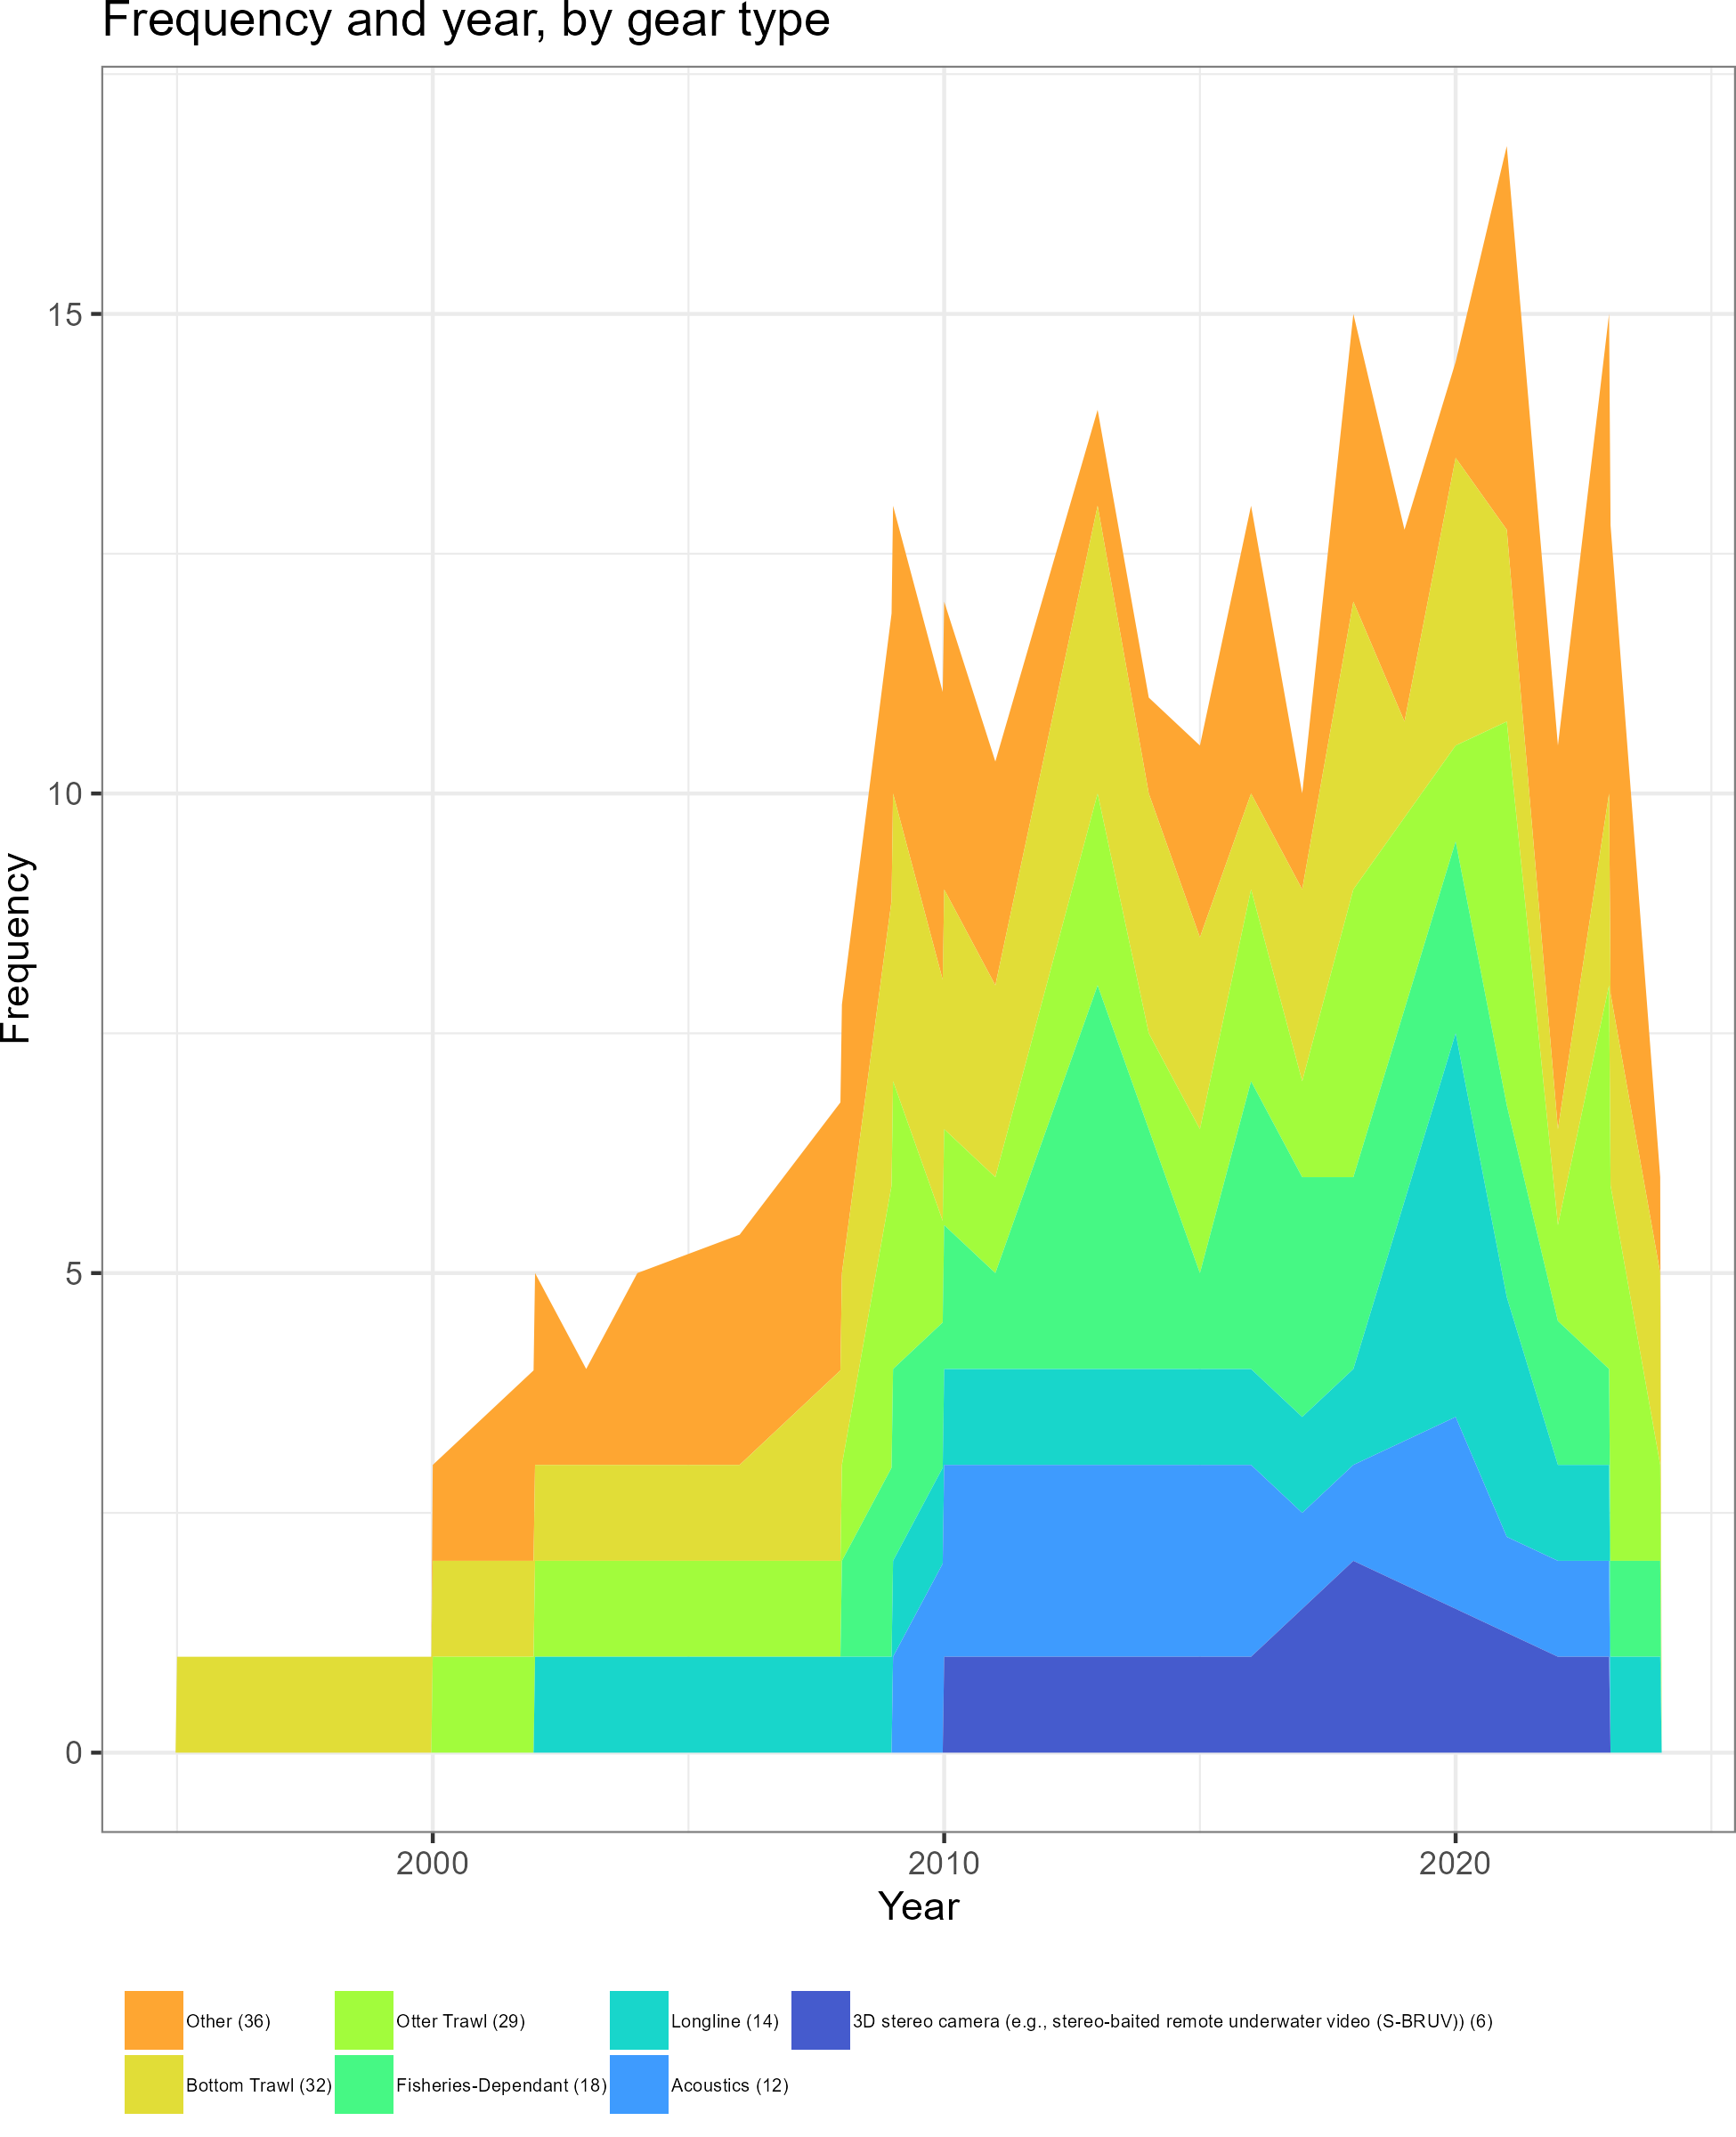 Frequency and year, by gear type
Frequency
15
10
5
0
2000 2010 2020
Year
Other (36) Otter Trawl (29) Longline (14) 3D stereo camera (e.g., stereo-baited remote underwater video (S-BRUV)) (6)
Bottom Trawl (32) Fisheries-Dependant (18) Acoustics (12)